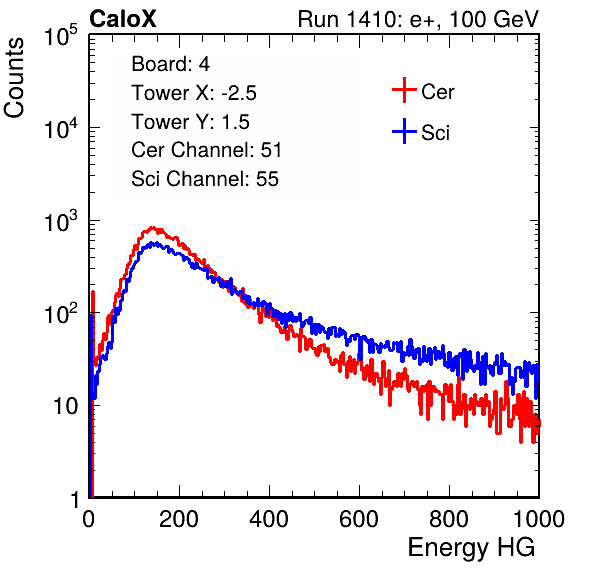 CaloX Run 1410: e+, 100 GeV
Counts
Board: 4
Tower X: -2.5
Tower Y: 1.5
Cer Channel: 51
Sci Channel: 55
Cer
Sci
10^5
10^4
10^3
10^2
10
1
0 200 400 600 800 1000
Energy HG